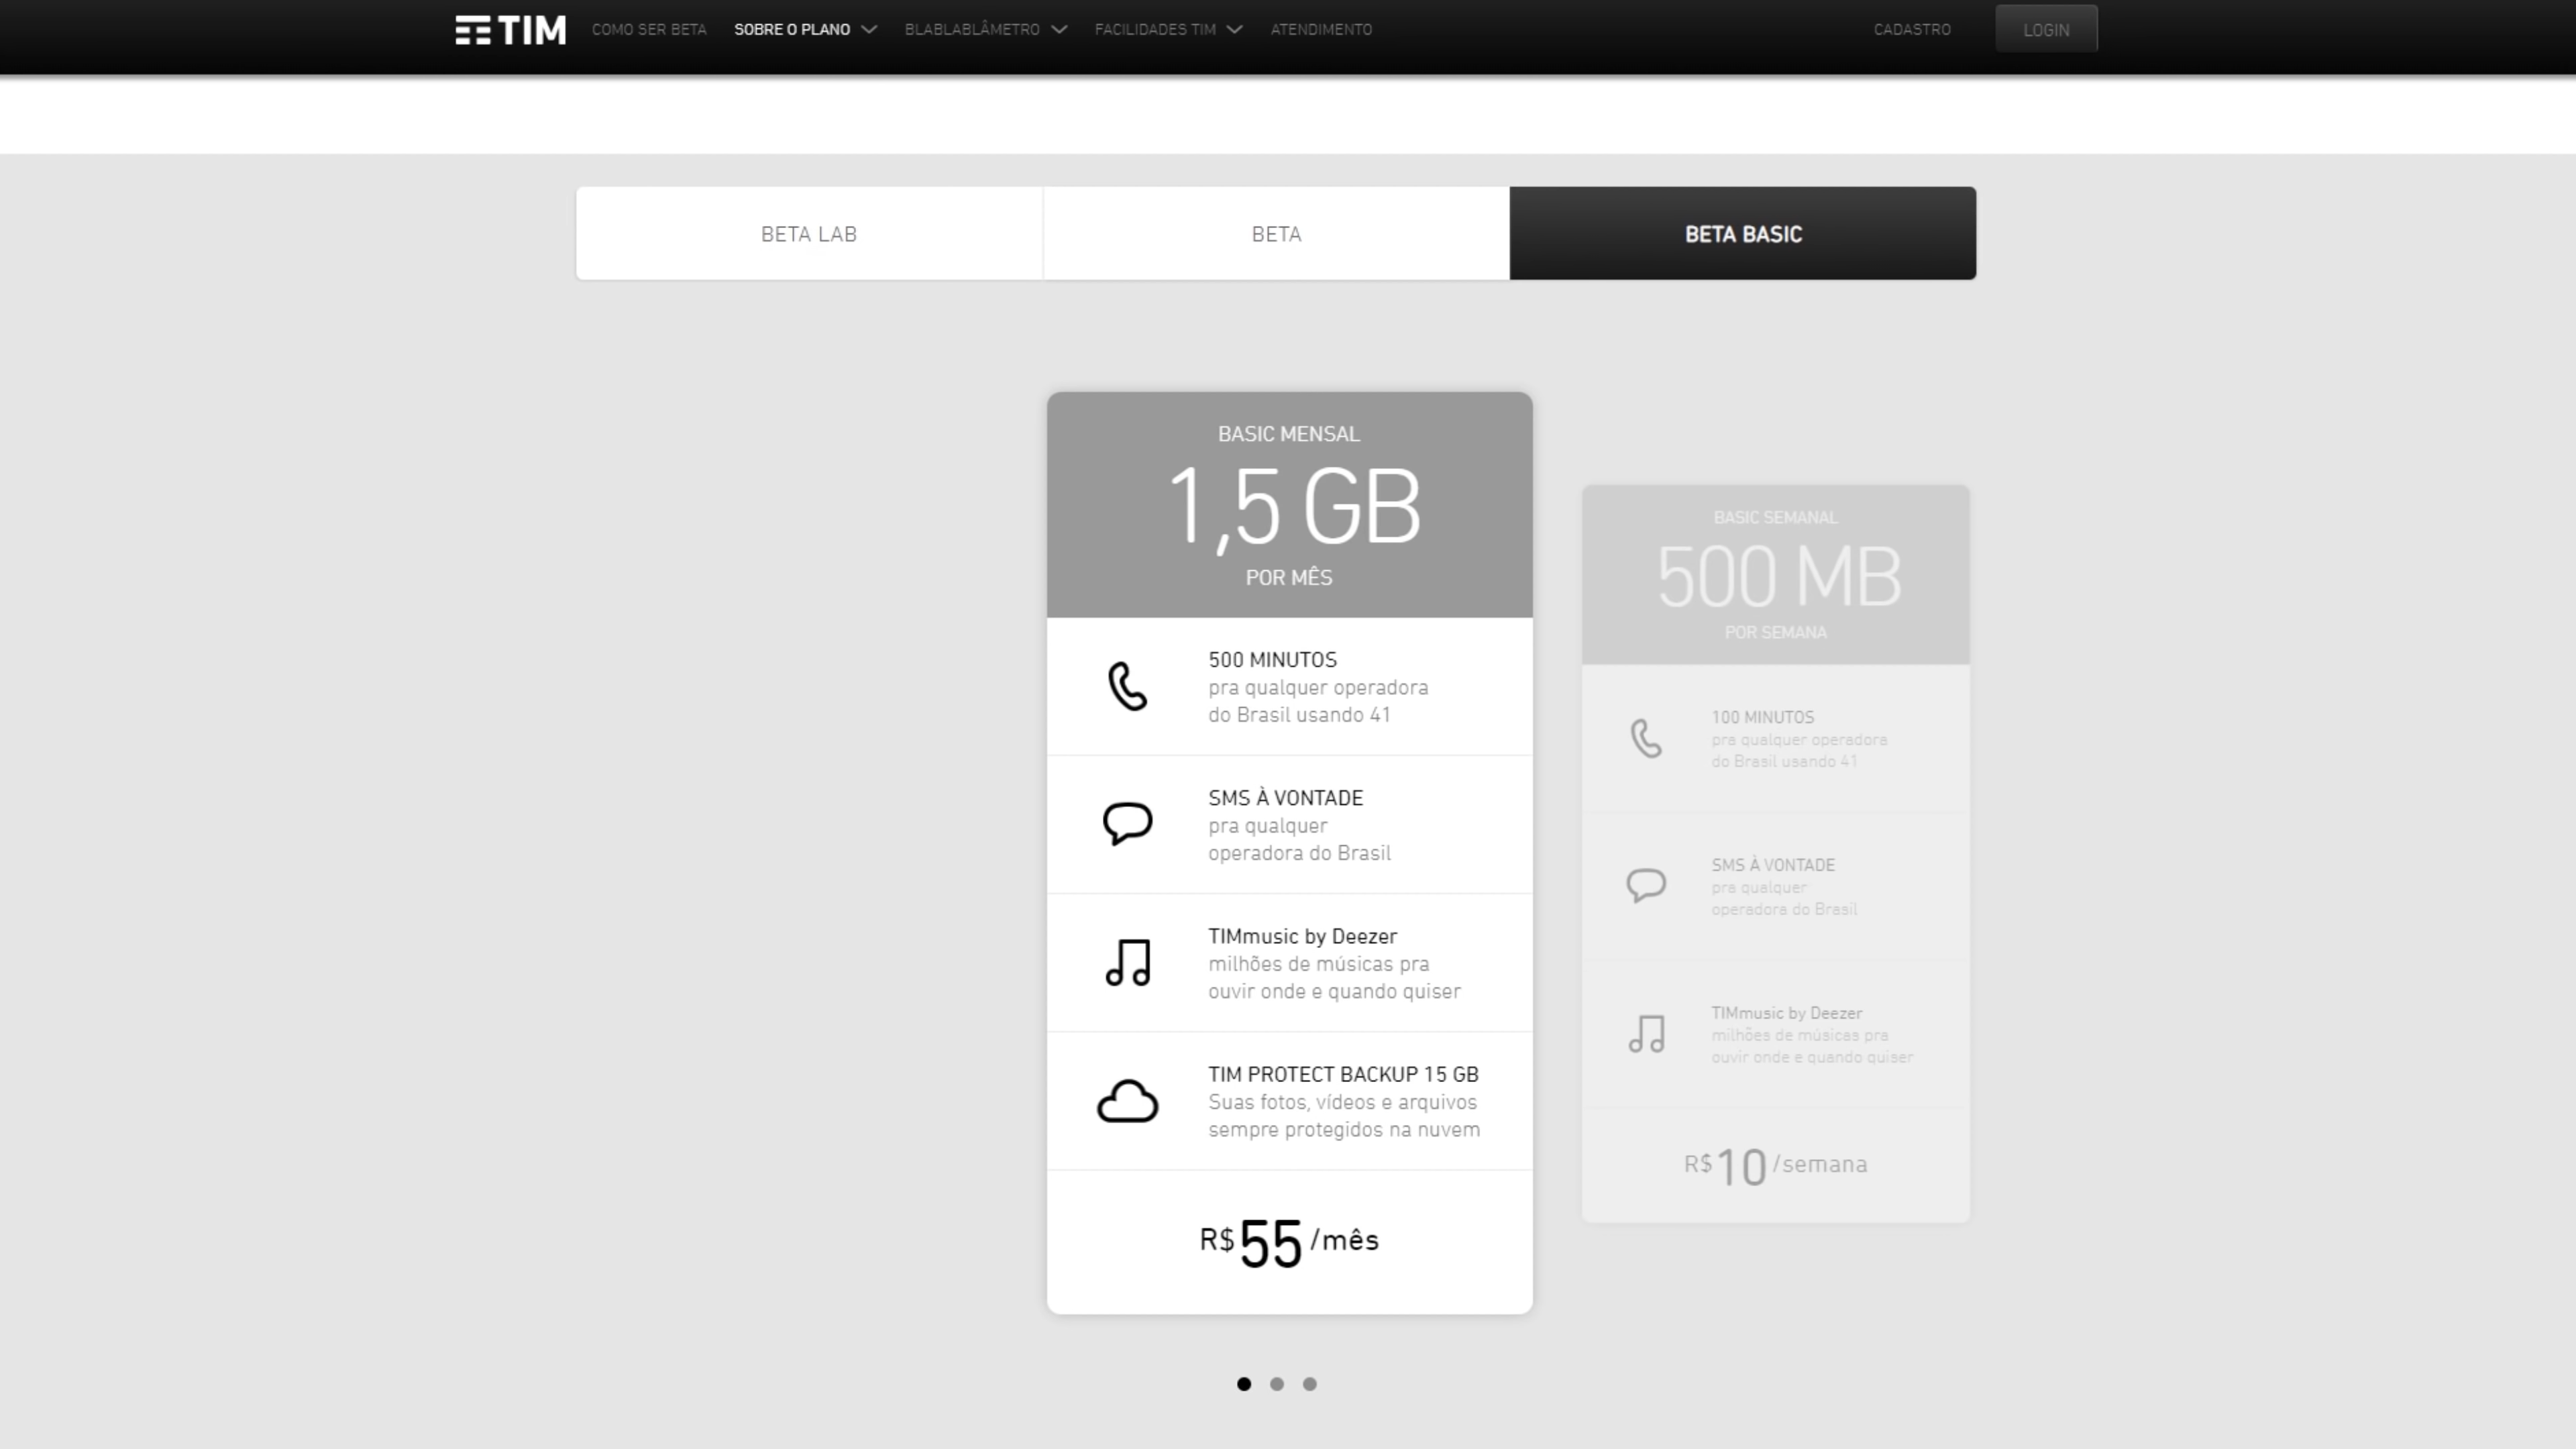 TIM
COMO SER BETA
SOBRE O PLANO
BLABLABLÂMETRO
FACILIDADES TIM
ATENDIMENTO
CADASTRO
LOGIN
BETA LAB
BETA
BETA BASIC
BASIC MENSAL
1,5 GB
POR MÊS
500 MINUTOS
pra qualquer operadora
do Brasil usando 41
SMS À VONTADE
pra qualquer
operadora do Brasil
TIMmusic by Deezer
milhões de músicas pra
ouvir onde e quando quiser
TIM PROTECT BACKUP 15 GB
Suas fotos, vídeos e arquivos
sempre protegidos na nuvem
R$55/mês
BASIC SEMANAL
500 MB
POR SEMANA
100 MINUTOS
pra qualquer operadora
do Brasil usando 41
SMS À VONTADE
pra qualquer
operadora do Brasil
TIMmusic by Deezer
milhões de músicas pra
ouvir onde e quando quiser
R$10/semana